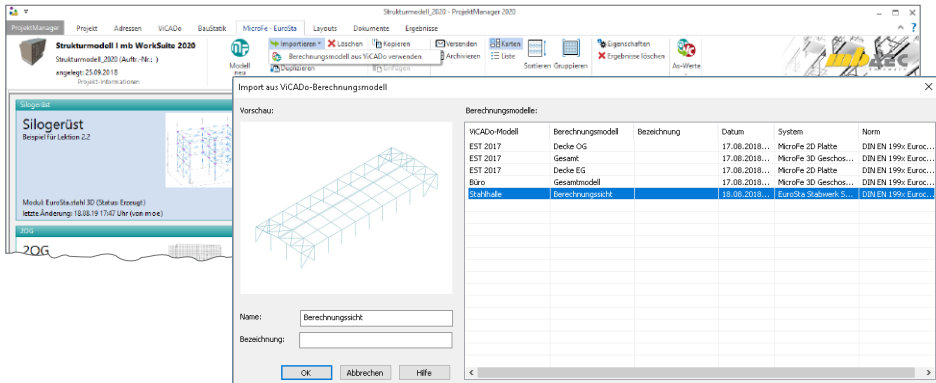 Strukturmodell_2020 - ProjektManager 2020
ProjektManager Projekt Adressen ViCADo BauStatik MicroFe - EuroSta Layouts Dokumente Ergebnisse
Strukturmodell I mb WorkSuite 2020
Strukturmodell_2020 (Auftr.-Nr.: )
angelegt: 25.09.2018
Projekt-Informationen
Modell neu
Importieren Löschen Kopieren Versenden Karten Eigenschaften
Berechnungsmodell aus ViCADo verwenden Archivieren Liste Ergebnisse löschen
Duplizieren Einfügen Sortieren Gruppieren As-Werte
mbAEC
Silogerüst
Silogerüst
Beispiel für Lektion 2.2
Modul: EuroSta.stahl 3D (Status: Erzeugt)
letzte Änderung: 18.08.19 17:47 Uhr (von moe)
2OG
2OG
Import aus ViCADo-Berechnungsmodell
Vorschau:
Berechnungsmodelle:
ViCADo-Modell Berechnungsmodell Bezeichnung Datum System Norm
EST 2017 Decke OG 17.08.2018... MicroFe 2D Platte DIN EN 199x Euroc...
EST 2017 Gesamt 17.08.2018... MicroFe 3D Geschos... DIN EN 199x Euroc...
EST 2017 Decke EG 17.08.2018... MicroFe 2D Platte DIN EN 199x Euroc...
Büro Gesamtmodell 17.08.2018... MicroFe 3D Geschos... DIN EN 199x Euroc...
Stahlhalle Berechnungssicht 18.08.2018... EuroSta Stabwerk S... DIN EN 199x Euroc...
Name: Berechnungssicht
Bezeichnung:
OK Abbrechen Hilfe